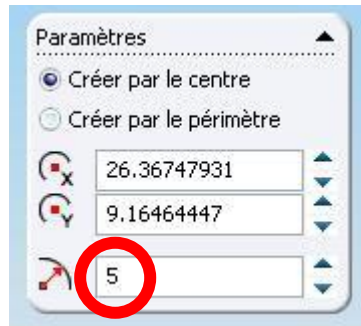 Paramètres
Créer par le centre
Créer par le périmètre
X 26.36747931
Y 9.16464447
5